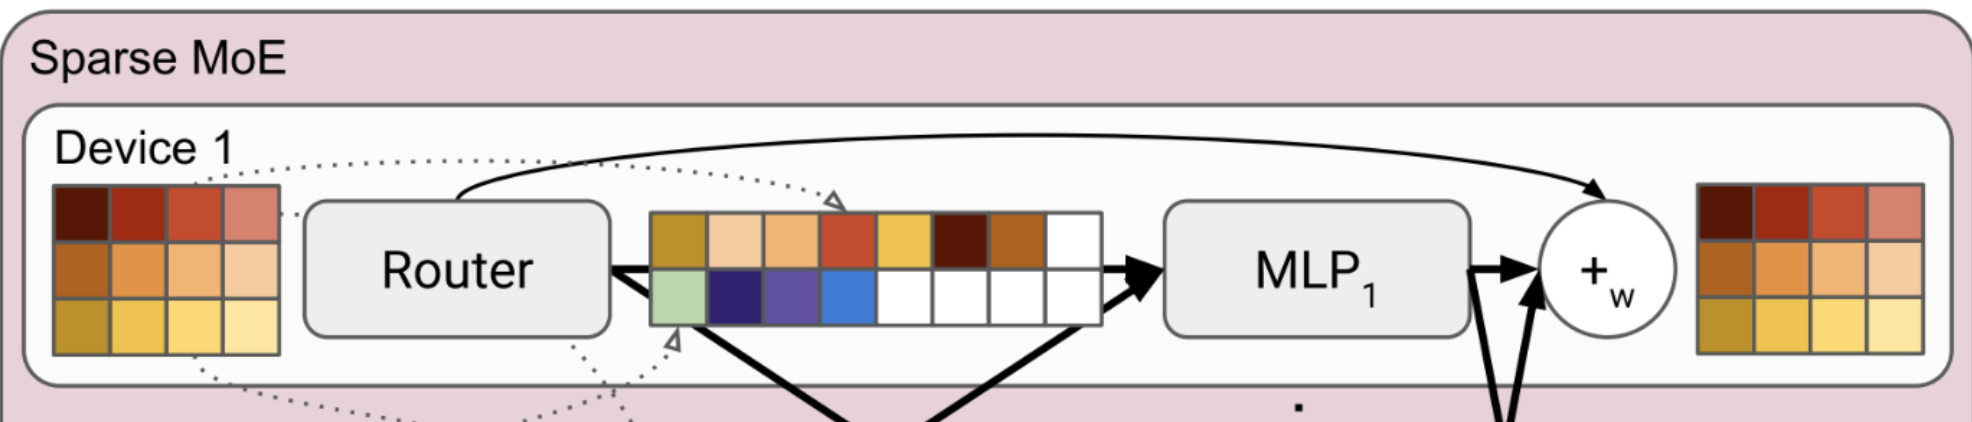 Sparse MoE
Device 1
Router
MLP1
+w